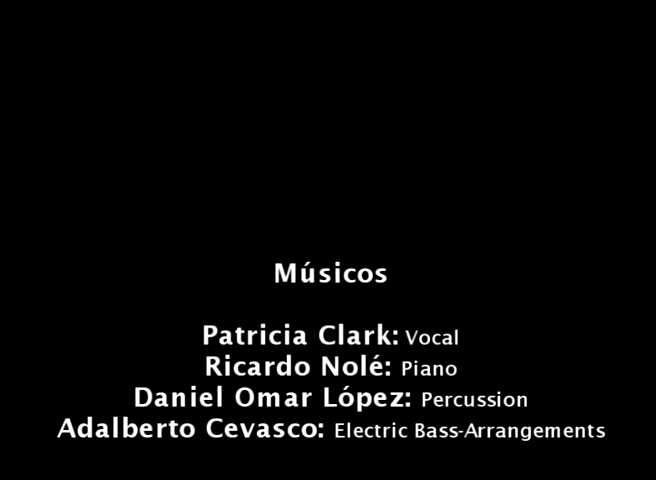 Músicos
Patricia Clark: Vocal
Ricardo Nolé: Piano
Daniel Omar López: Percussion
Adalberto Cevasco: Electric Bass-Arrangements